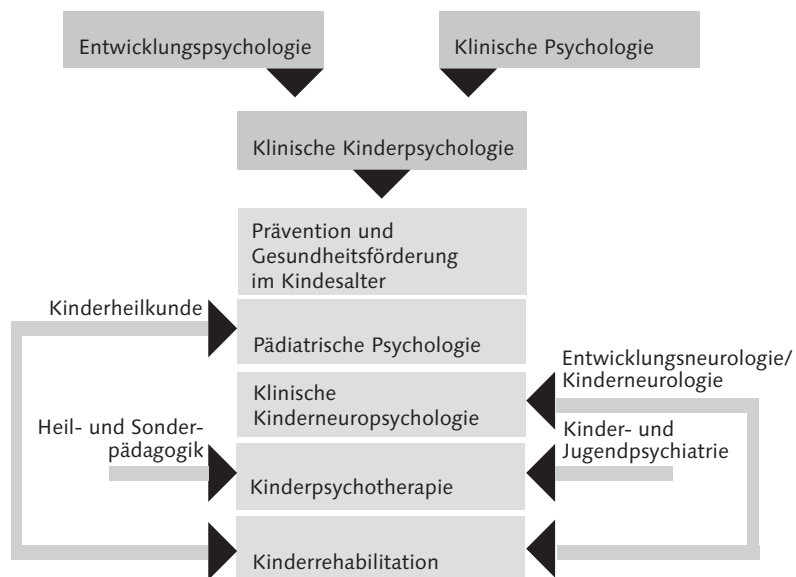 Entwicklungspsychologie
Klinische Psychologie
Klinische Kinderpsychologie
Prävention und
Gesundheitsförderung
im Kindesalter
Kinderheilkunde
Pädiatrische Psychologie
Entwicklungsneurologie/
Kinderneurologie
Klinische
Kinderneuropsychologie
Heil- und Sonder-
pädagogik
Kinder- und
Jugendpsychiatrie
Kinderpsychotherapie
Kinderrehabilitation